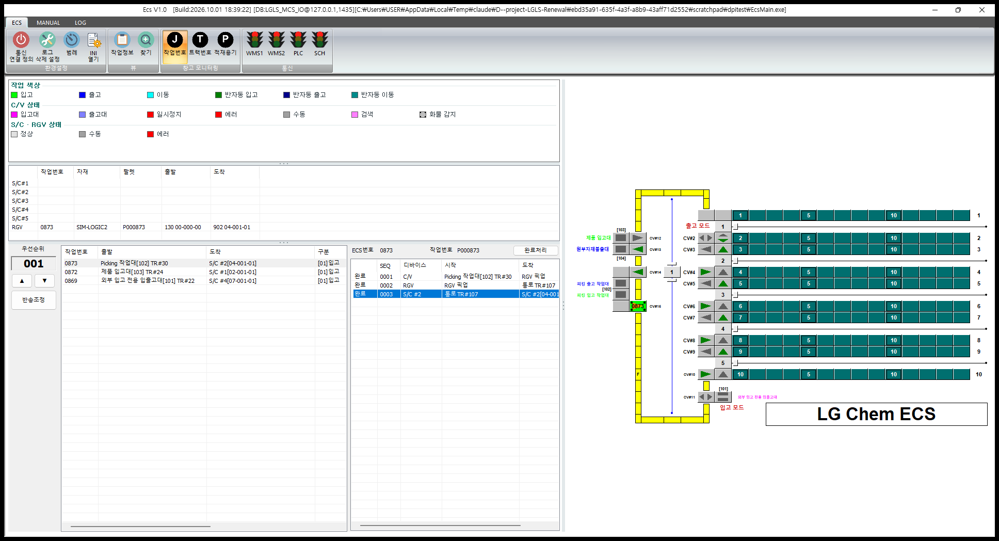 Ecs V1.0 [Build:2026.10.01 18:39:22] [DB:LGLS_MCS_IO@127.0.0.1,1435][C:₩Users₩USER₩AppData₩Local₩Temp₩claude₩D--project-LGLS-Renewal₩ebd35a91-635f-4a3f-a8b9-43aff71d2552₩scratchpad₩dpitest₩EcsMain.exe]
ECS MANUAL LOG
통신 연결 정의
로그 삭제 설정
범례
INI 열기
작업정보
찾기
J 작업번호
T 트랙번호
P 적재용기
WMS1 WMS2 PLC SCH
환경설정 뷰 창고 모니터링 통신
작업 색상
입고 출고 이동 반자동 입고 반자동 출고 반자동 이동
C/V 상태
입고대 출고대 일시정지 에러 수동 검색 화물 감지
S/C · RGV 상태
정상 수동 에러
작업번호 자재 팔렛 출발 도착
S/C#1
S/C#2
S/C#3
S/C#4
S/C#5
RGV 0873 SIM-LOGIC2 P000873 130 00-000-00 902 04-001-01
우선순위
001
▲ ▼
반송조정
작업번호 출발 도착 구분
0873 Picking 작업대[102] TR#30 S/C #2[04-001-01] [01]입고
0872 제품 입고대[103] TR#24 S/C #1[02-001-01] [01]입고
0869 외부 입고 전용 입출고대[101] TR#22 S/C #4[07-001-01] [01]입고
ECS번호 0873 작업번호 P000873 완료처리
SEQ 디바이스 시작 도착
완료 0001 C/V Picking 작업대[102] TR#30 RGV 픽업
완료 0002 RGV RGV 픽업 통로TR#107
완료 0003 S/C #2 통로TR#107 S/C #2[04-001
1 5 10 1
출고 모드 1
[103]
제품 입고대 CV#12 CV#2 2 5 10 2
원부자재불출대 CV#13 CV#3 3 5 10 3
[104]
2
CV#14 1 CV#4 4 5 10 4
피킹 출고 작업대 CV#5 5 5 10 5
[102]
피킹 입고 작업대 3
0873 CV#15 CV#6 6 5 10 6
CV#7 7 5 10 7
4
CV#8 8 5 10 8
CV#9 9 5 10 9
5
F CV#10 10 5 10 10
[101]
CV#11 외부 입고 전용 입출고대
입고 모드
LG Chem ECS